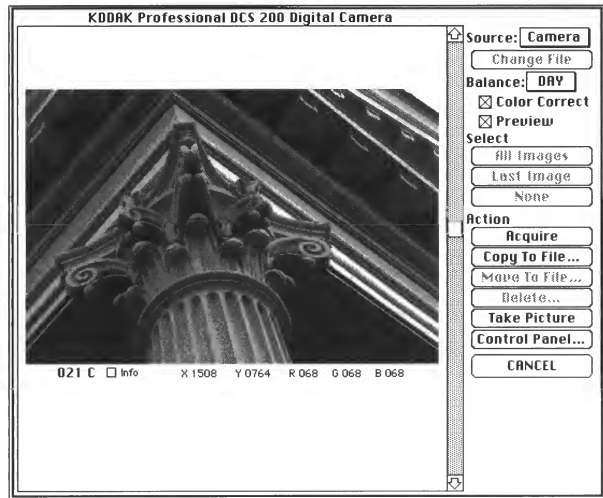 KODAK Professional DCS 200 Digital Camera
Source: Camera
Change File
Balance: DAY
Color Correct
Preview
Select
All Images
Last Image
None
Action
Acquire
Copy To File...
Move To File...
Delete...
Take Picture
Control Panel...
CANCEL
021 C Info X 1508 Y 0764 R 068 G 068 B 068